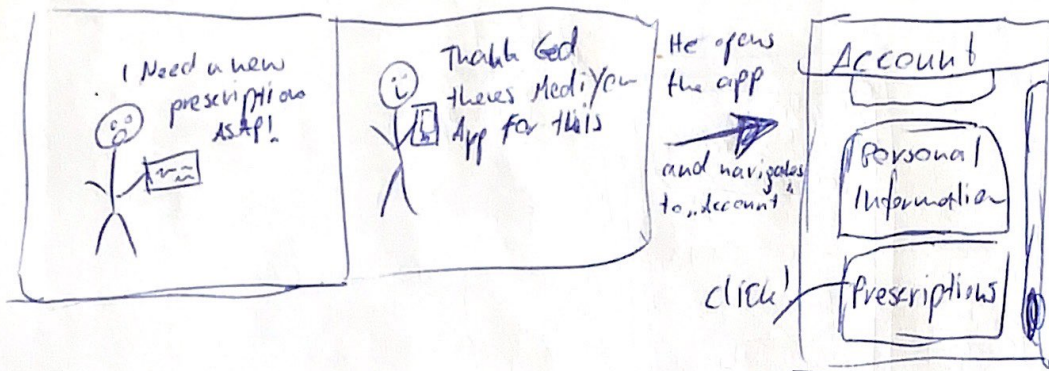 I Need a new
prescription
ASAP!
Thank God
theres MediYou
App for this
He opens
the app
and navigates
to „Account“
Account
Personal
Information
click!
Prescriptions